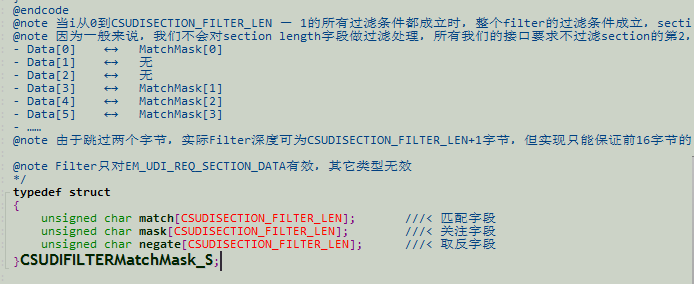 @endcode
@note 当i从0到CSUDISECTION_FILTER_LEN － 1的所有过滤条件都成立时，整个filter的过滤条件成立，secti
@note 因为一般来说，我们不会对section length字段做过滤处理，所有我们的接口要求不过滤section的第2，
- Data[0] <-> MatchMask[0]
- Data[1] <-> 无
- Data[2] <-> 无
- Data[3] <-> MatchMask[1]
- Data[4] <-> MatchMask[2]
- Data[5] <-> MatchMask[3]
- ……
@note 由于跳过两个字节，实际Filter深度可为CSUDISECTION_FILTER_LEN+1字节，但实现只能保证前16字节的
@note Filter只对EM_UDI_REQ_SECTION_DATA有效，其它类型无效
*/
typedef struct
{
unsigned char match[CSUDISECTION_FILTER_LEN]; ///< 匹配字段
unsigned char mask[CSUDISECTION_FILTER_LEN]; ///< 关注字段
unsigned char negate[CSUDISECTION_FILTER_LEN]; ///< 取反字段
}CSUDIFILTERMatchMask_S;